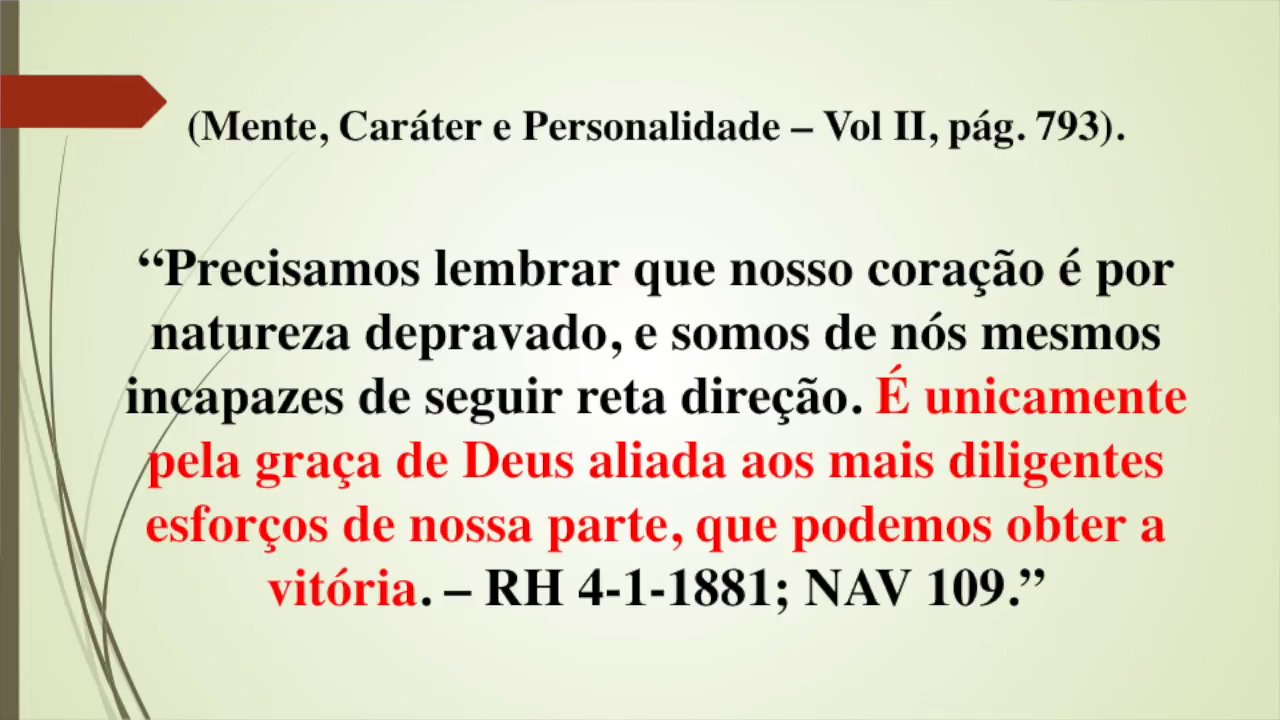 (Mente, Caráter e Personalidade – Vol II, pág. 793).
“Precisamos lembrar que nosso coração é por
natureza depravado, e somos de nós mesmos
incapazes de seguir reta direção. É unicamente
pela graça de Deus aliada aos mais diligentes
esforços de nossa parte, que podemos obter a
vitória. – RH 4-1-1881; NAV 109.”